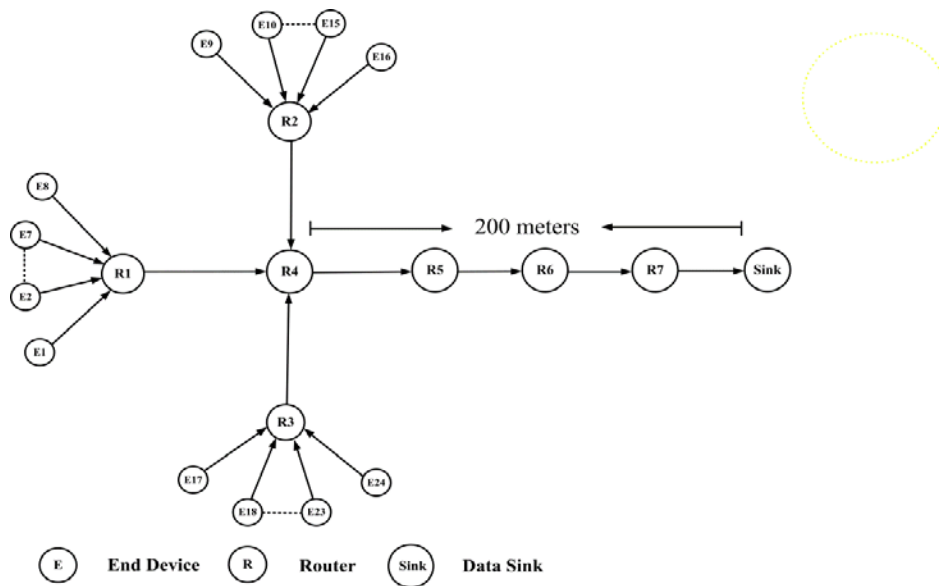 E10
E15
E9
E16
R2
E8
200 meters
E7
R1
R4
R5
R6
R7
Sink
E2
E1
R3
E17
E24
E18
E23
E
End Device
R
Router
Sink
Data Sink